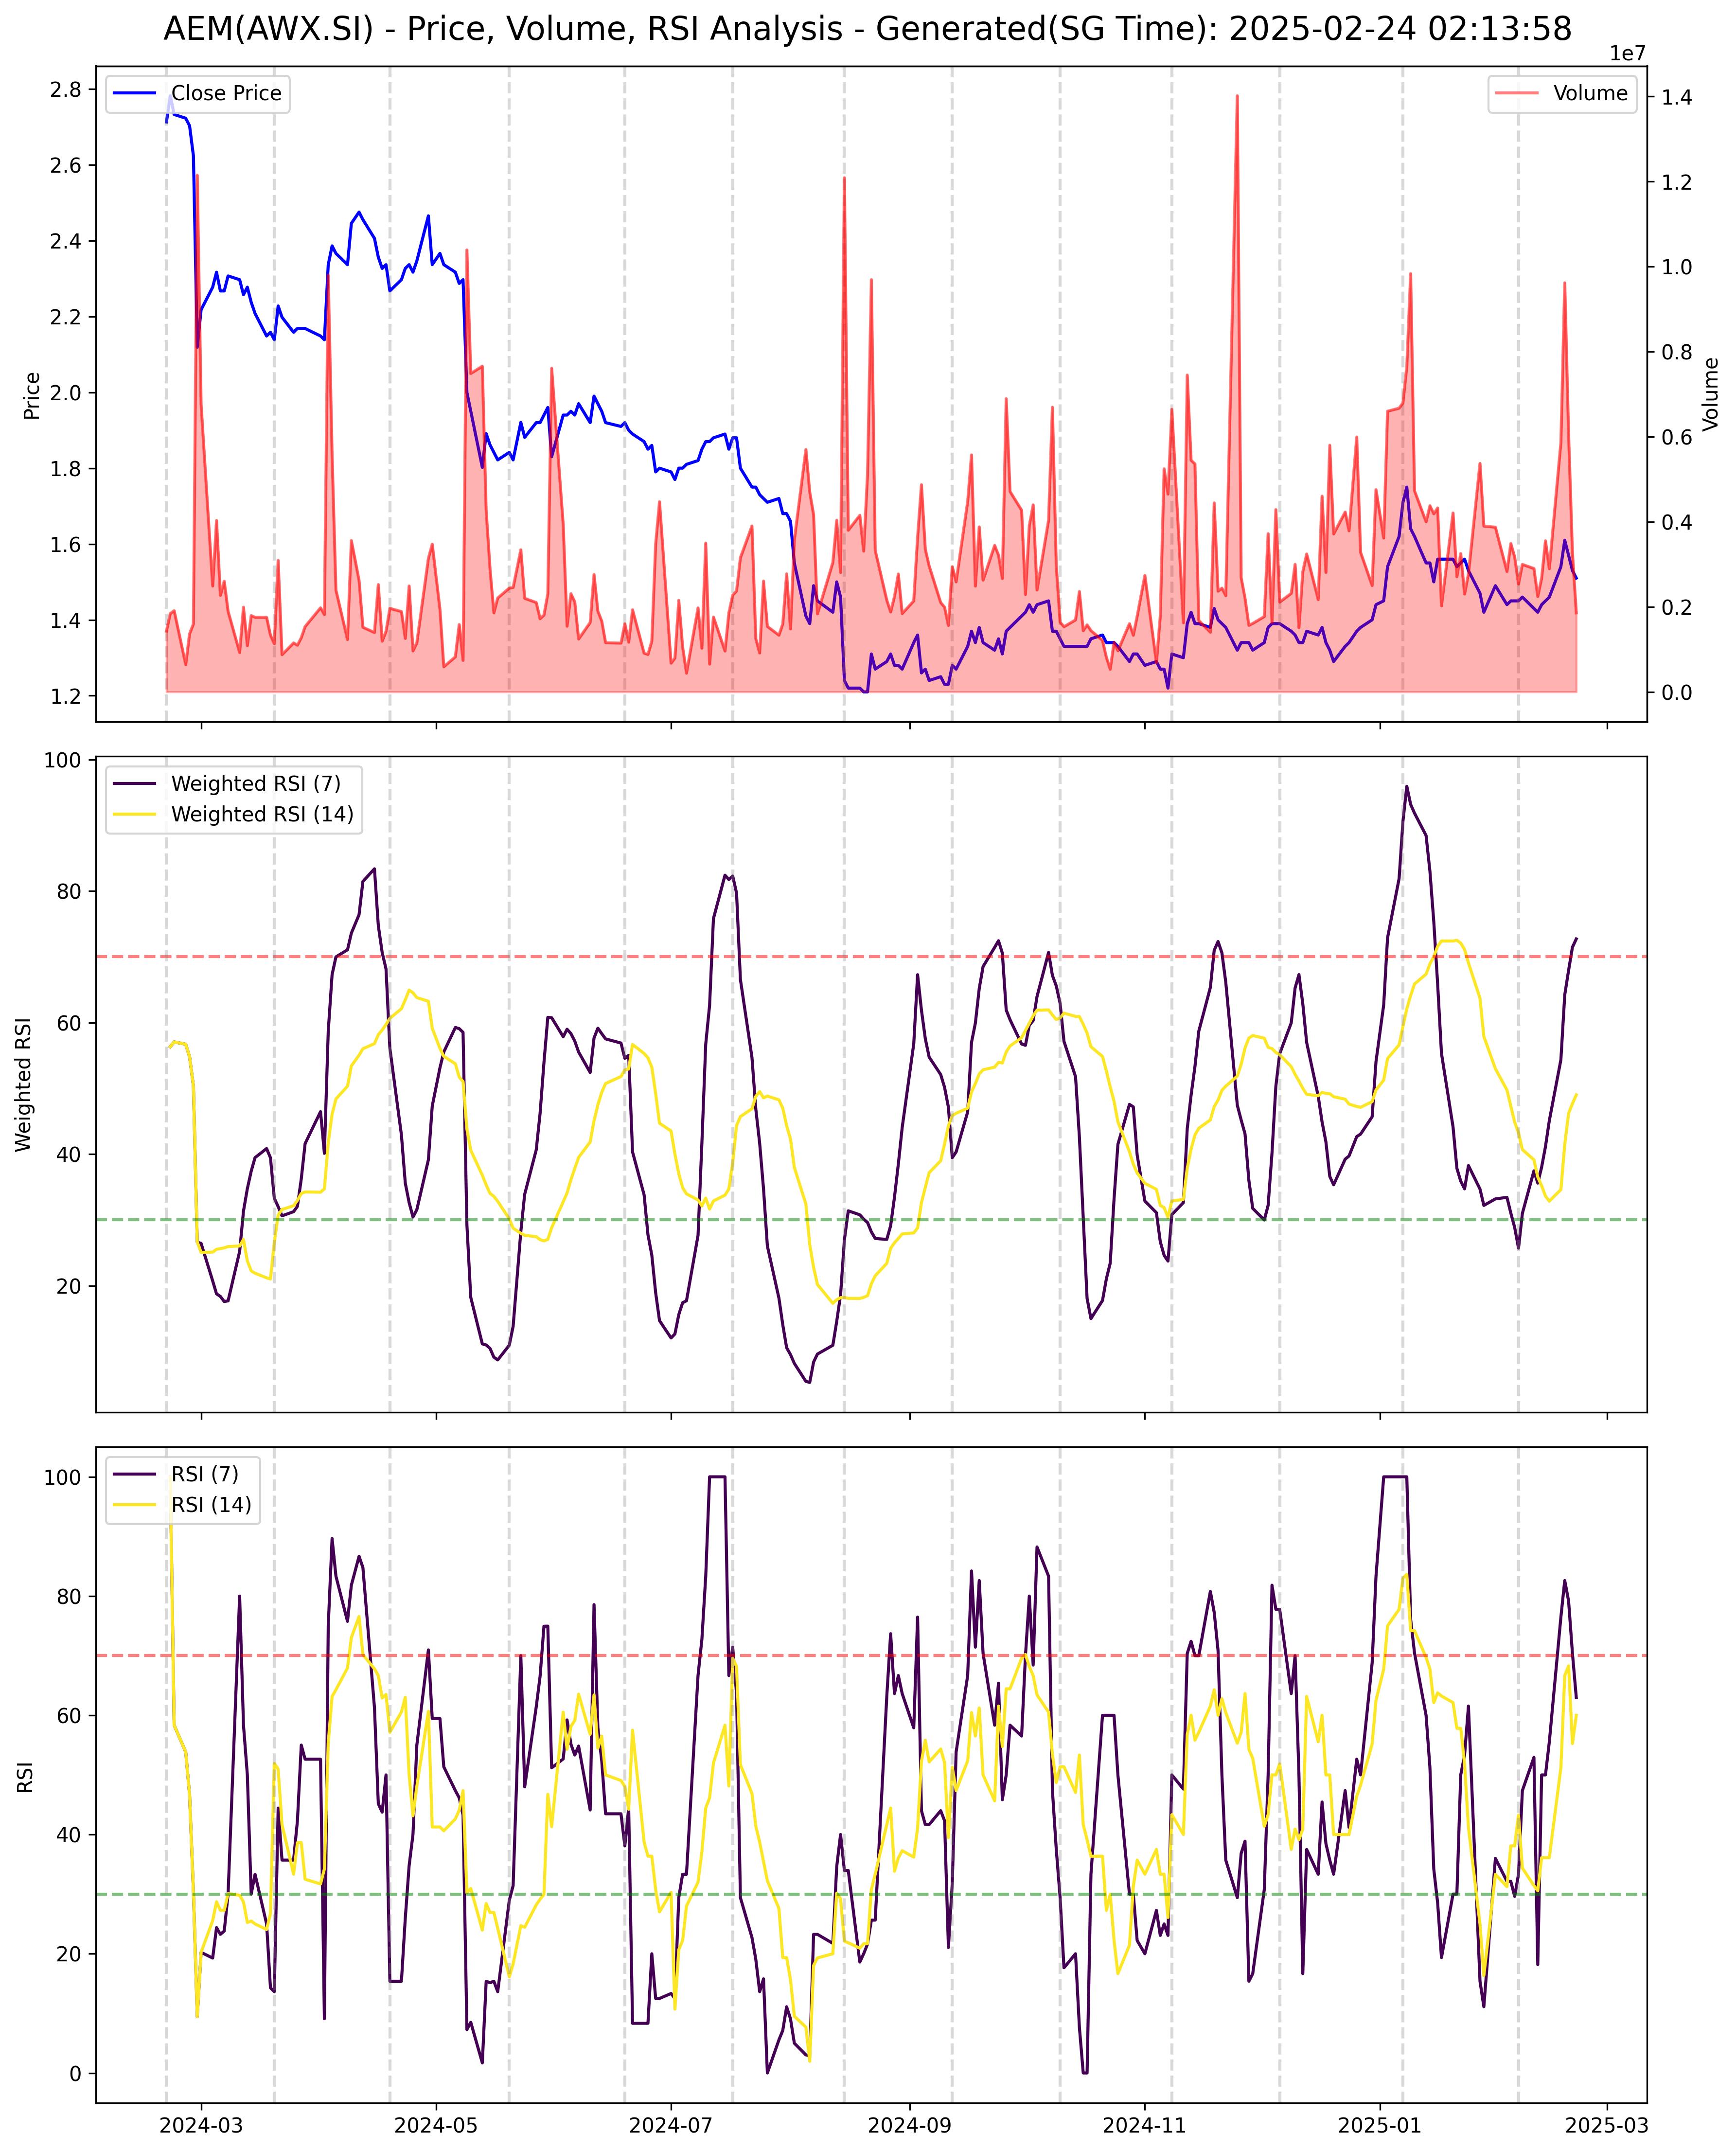 AEM(AWX.SI) - Price, Volume, RSI Analysis - Generated(SG Time): 2025-02-24 02:13:58
1e7
Close Price
Volume
2.8
2.6
2.4
2.2
2.0
1.8
1.6
1.4
1.2
Price
1.4
1.2
1.0
0.8
0.6
0.4
0.2
0.0
Volume
Weighted RSI (7)
Weighted RSI (14)
100
80
60
40
20
Weighted RSI
RSI (7)
RSI (14)
100
80
60
40
20
0
RSI
2024-03
2024-05
2024-07
2024-09
2024-11
2025-01
2025-03